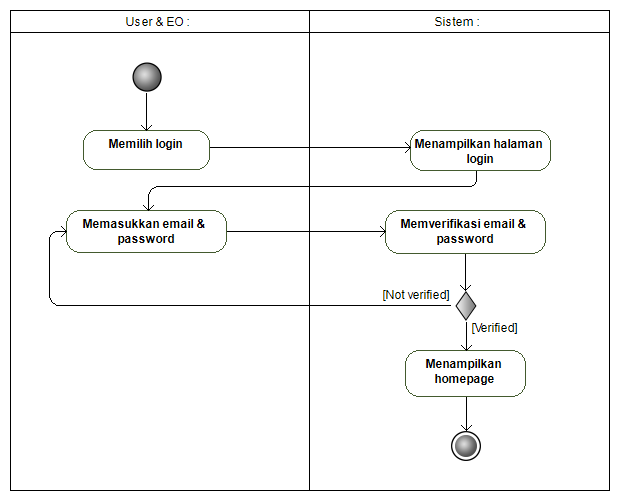 User & EO :
Sistem :
Memilih login
Menampilkan halaman
login
Memasukkan email &
password
Memverifikasi email &
password
[Not verified]
[Verified]
Menampilkan
homepage